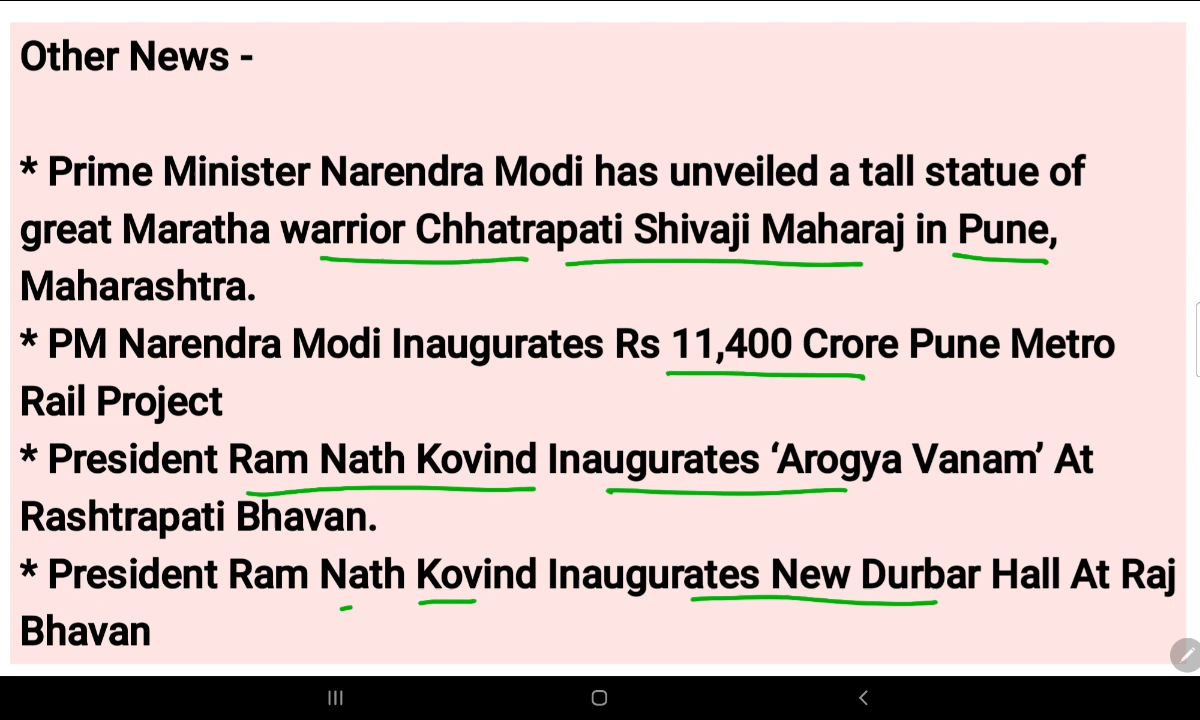 Other News -
* Prime Minister Narendra Modi has unveiled a tall statue of
great Maratha warrior Chhatrapati Shivaji Maharaj in Pune,
Maharashtra.
* PM Narendra Modi Inaugurates Rs 11,400 Crore Pune Metro
Rail Project
* President Ram Nath Kovind Inaugurates ‘Arogya Vanam’ At
Rashtrapati Bhavan.
* President Ram Nath Kovind Inaugurates New Durbar Hall At Raj
Bhavan